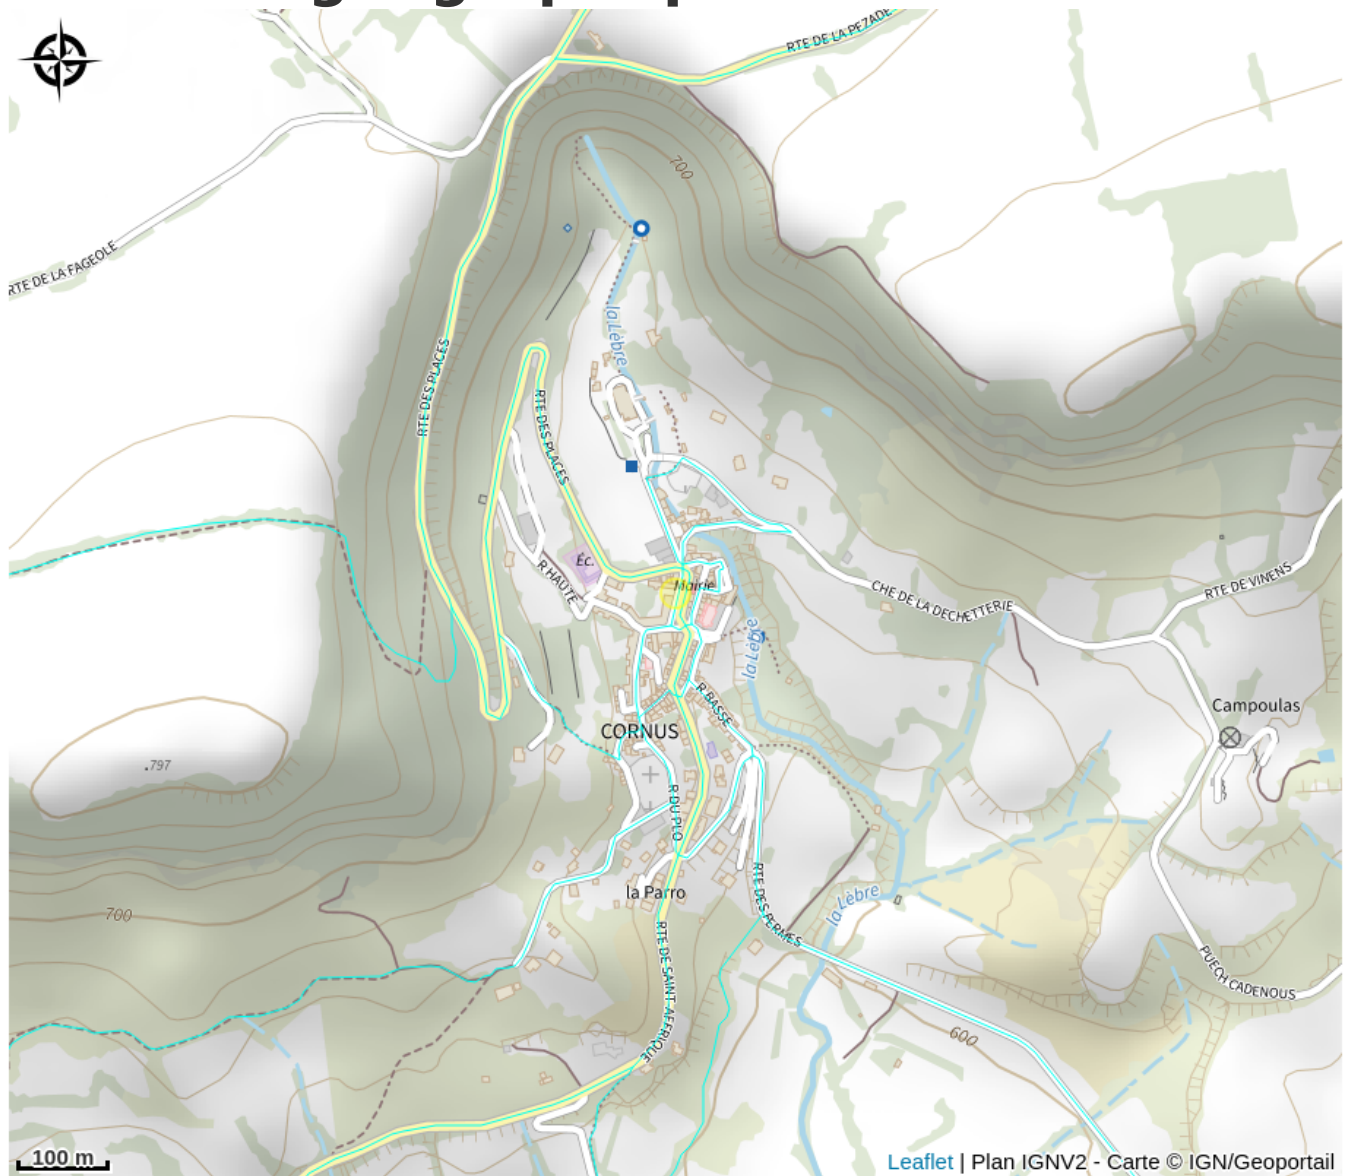 RTE DE LA PEZADE
700
RTE DE LA FAGEOLE
la Lèbre
RTE DES PLACES
RTE DES PLACES
Éc.
R HAUTE
Mairie
CHE DE LA DECHETTERIE
RTE DE VINENS
la Lèbre
R BASSE
Campoulas
CORNUS
.797
R DU PLO
RTE DES PERMES
la Parro
la Lèbre
700
RTE DE SAINT-AFFRIQUE
PUECH CADENOUS
600
100 m
Leaflet | Plan IGNV2 - Carte © IGN/Geoportail